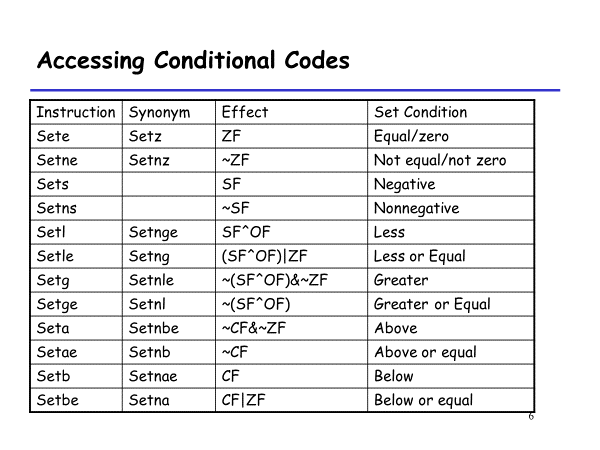 Accessing Conditional Codes
Instruction Synonym Effect Set Condition
Sete Setz ZF Equal/zero
Setne Setnz ~ZF Not equal/not zero
Sets SF Negative
Setns ~SF Nonnegative
Setl Setnge SF^OF Less
Setle Setng (SF^OF)|ZF Less or Equal
Setg Setnle ~(SF^OF)&~ZF Greater
Setge Setnl ~(SF^OF) Greater or Equal
Seta Setnbe ~CF&~ZF Above
Setae Setnb ~CF Above or equal
Setb Setnae CF Below
Setbe Setna CF|ZF Below or equal
6